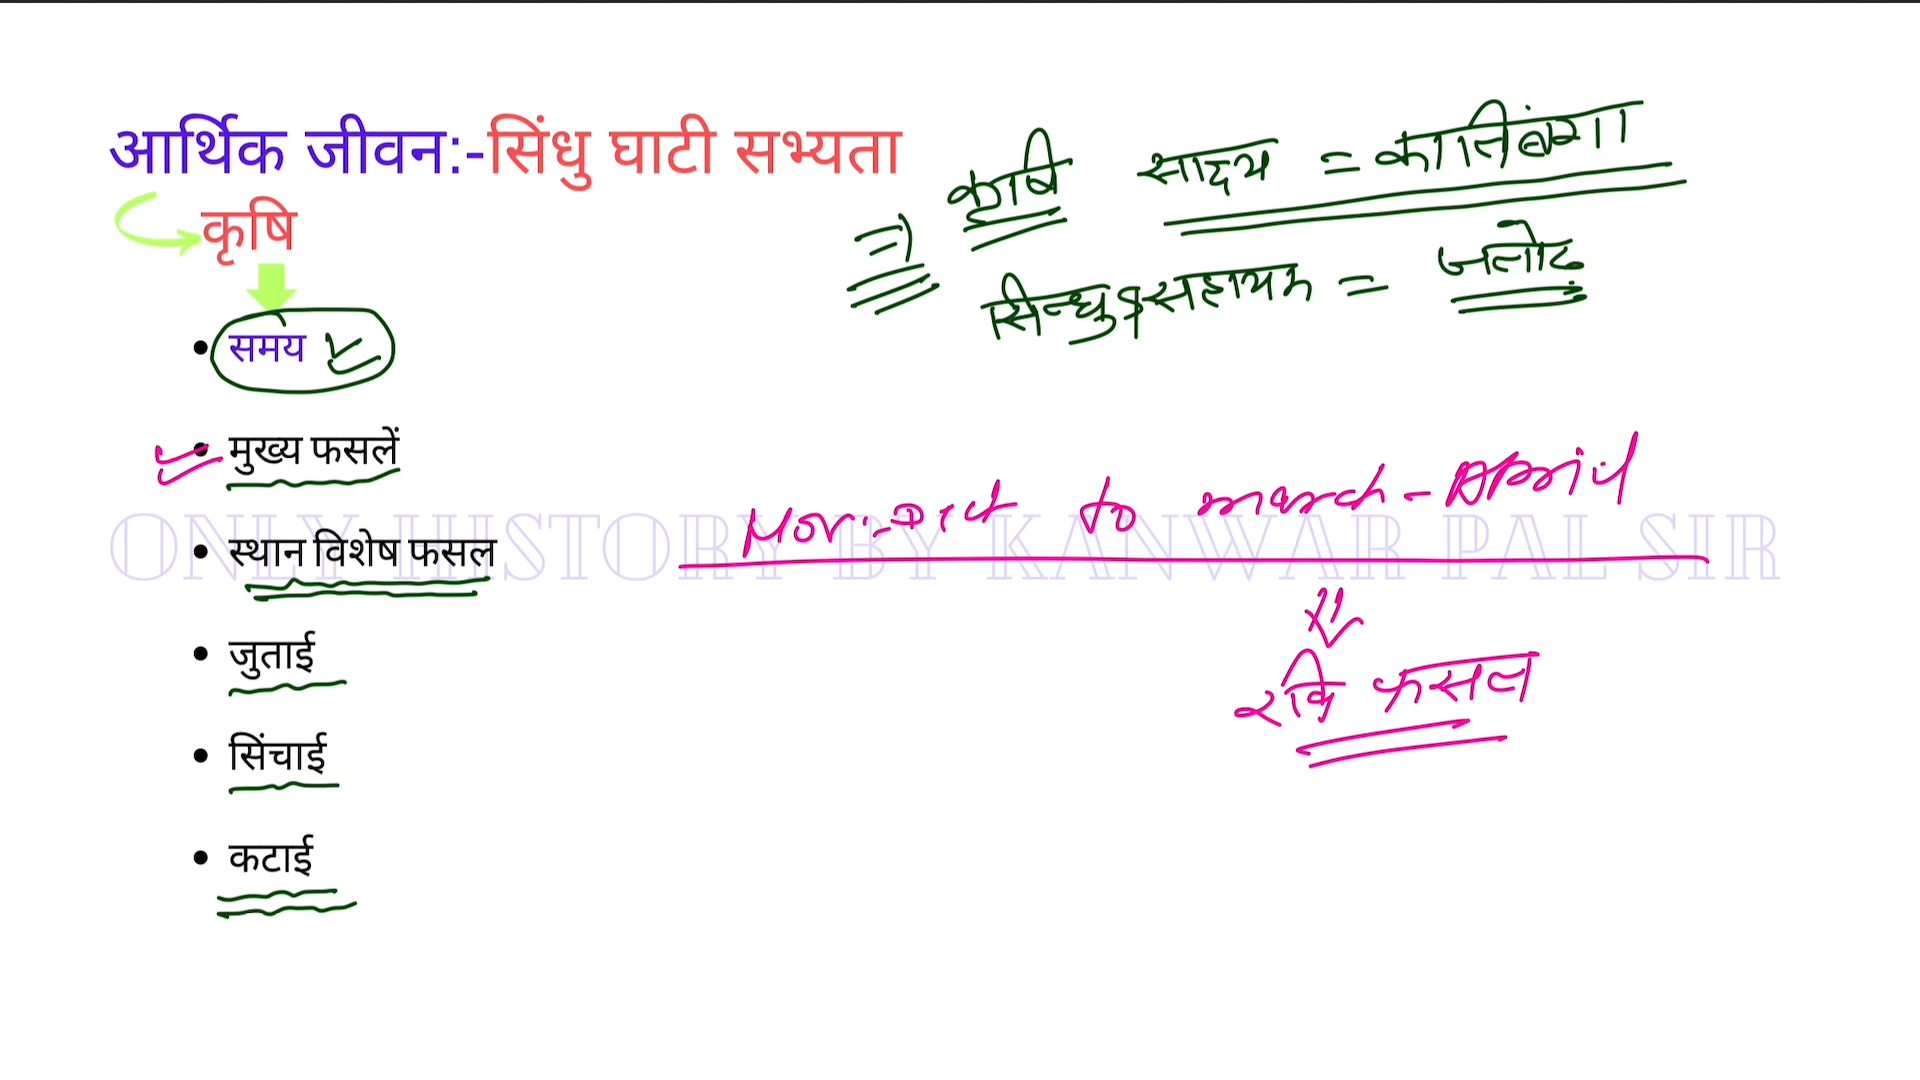 आर्थिक जीवन:-सिंधु घाटी सभ्यता
कृषि
कृषि साक्ष्य = कालिबंगा
=>
सिन्धु सहायक = जलोढ
• समय
• मुख्य फसलें
• स्थान विशेष फसल
Nov:- to march - April
ONLY HISTORY BY KANWAR PAL SIR
रबि फसल
• जुताई
• सिंचाई
• कटाई